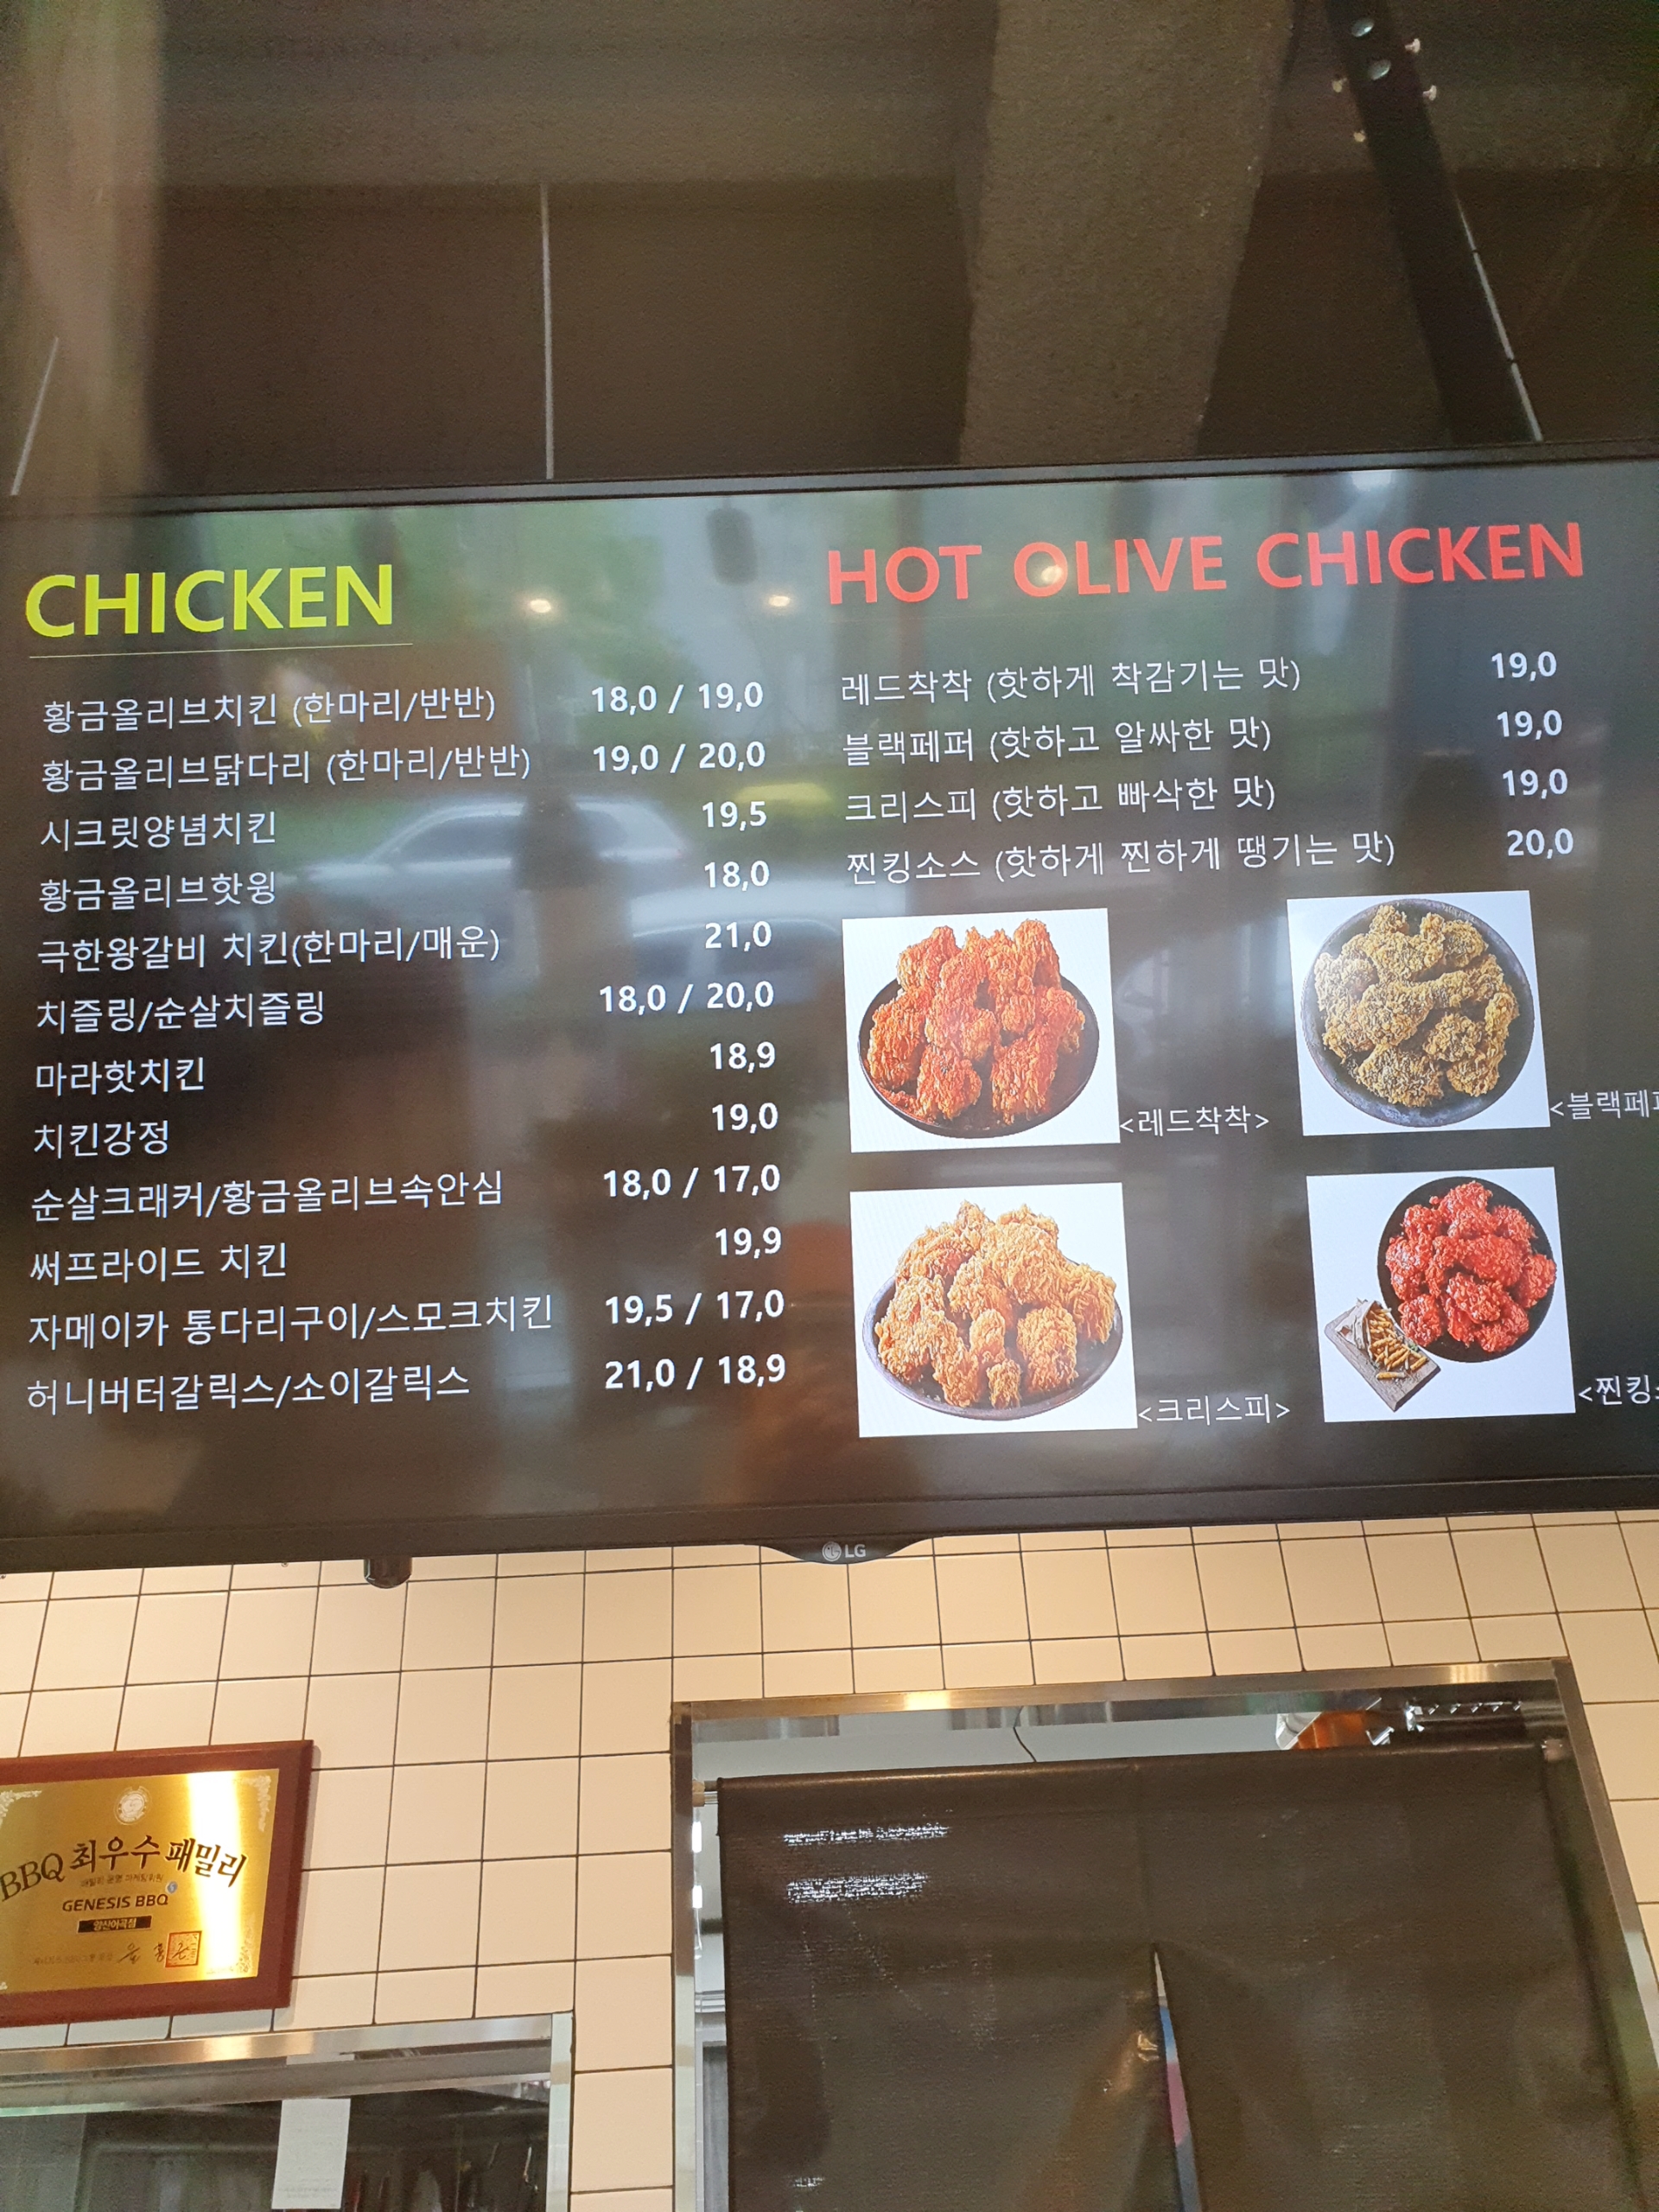 CHICKEN
황금올리브치킨 (한마리/반반) 18,0 / 19,0
황금올리브닭다리 (한마리/반반) 19,0 / 20,0
시크릿양념치킨 19,5
황금올리브핫윙 18,0
극한왕갈비 치킨(한마리/매운) 21,0
치즐링/순살치즐링 18,0 / 20,0
마라핫치킨 18,9
치킨강정 19,0
순살크래커/황금올리브속안심 18,0 / 17,0
써프라이드 치킨 19,9
자메이카 통다리구이/스모크치킨 19,5 / 17,0
허니버터갈릭스/소이갈릭스 21,0 / 18,9
HOT OLIVE CHICKEN
레드착착 (핫하게 착감기는 맛) 19,0
블랙페퍼 (핫하고 알싸한 맛) 19,0
크리스피 (핫하고 빠삭한 맛) 19,0
찐킹소스 (핫하게 찐하게 땡기는 맛) 20,0
<레드착착>
<블랙페
<크리스피>
<찐킹
LG
BBQ 최우수 패밀리
GENESIS BBQ